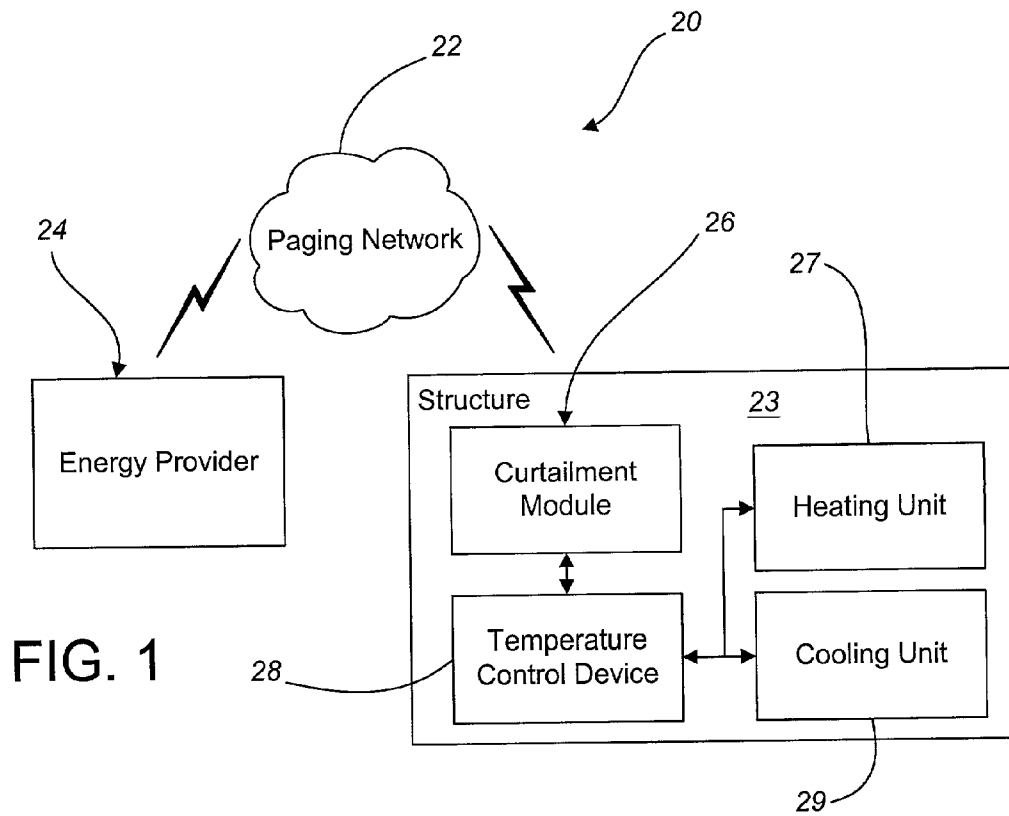 20
22
Paging Network
24
26
27
Energy Provider
Structure
23
Curtailment
Module
Heating Unit
Temperature
Control Device
Cooling Unit
FIG. 1
28
29